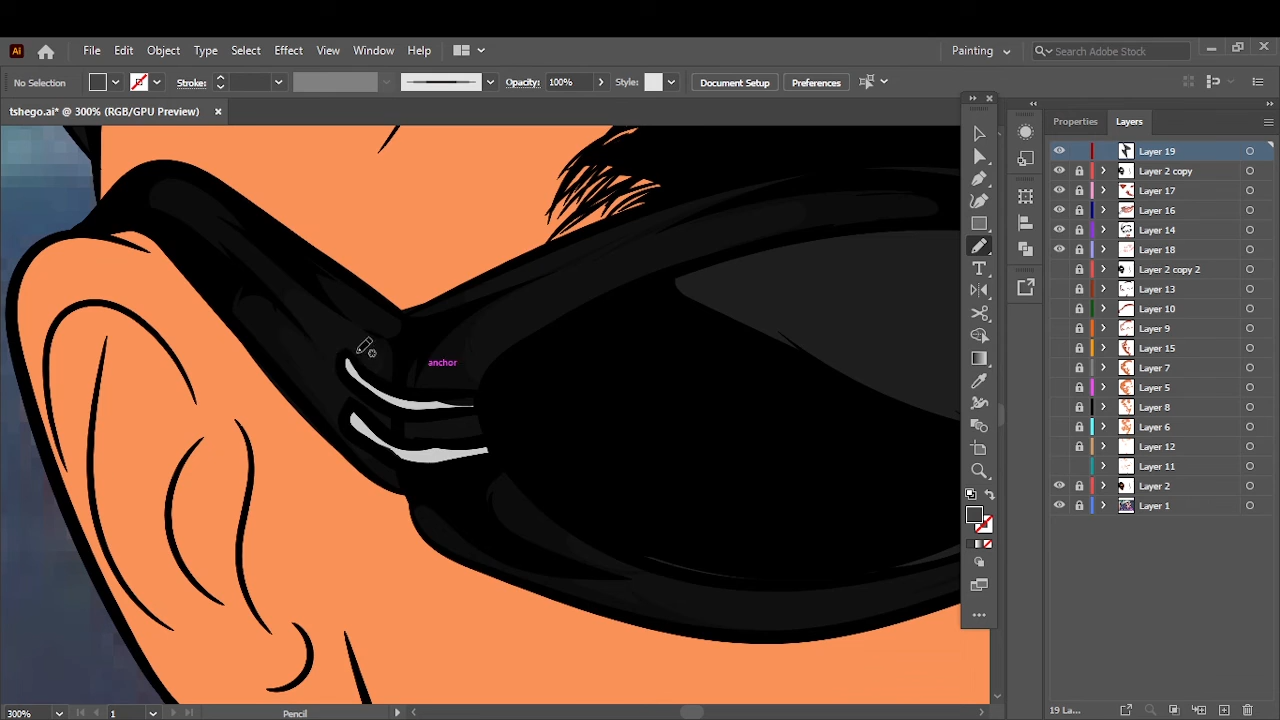 Ai File Edit Object Type Select Effect View Window Help Painting Search Adobe Stock
No Selection Stroke: Opacity: 100% Style: Document Setup Preferences
tshego.ai* @ 300% (RGB/GPU Preview) Properties Layers
Layer 19
Layer 2 copy
Layer 17
Layer 16
Layer 14
Layer 18
Layer 2 copy 2
Layer 13
Layer 10
Layer 9
Layer 15
Layer 7
Layer 5
Layer 8
Layer 6
Layer 12
Layer 11
Layer 2
Layer 1
anchor
300% 1 Pencil 19 La...